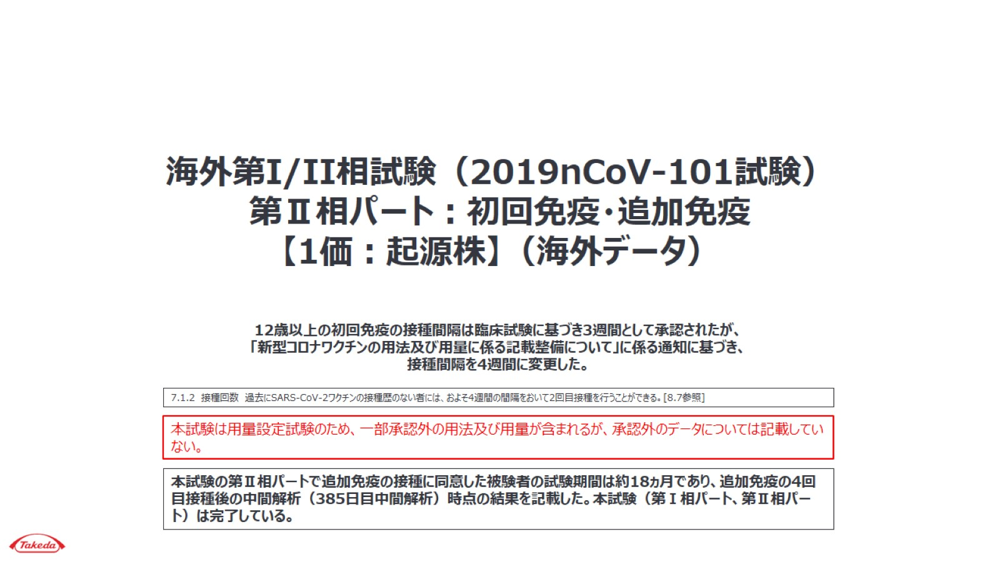 海外第I/II相試験（2019nCoV-101試験）
第Ⅱ相パート：初回免疫・追加免疫
【1価：起源株】（海外データ）
12歳以上の初回免疫の接種間隔は臨床試験に基づき3週間として承認されたが、
「新型コロナワクチンの用法及び用量に係る記載整備について」に係る通知に基づき、
接種間隔を4週間に変更した。
7.1.2 接種回数 過去にSARS-CoV-2ワクチンの接種歴のない者には、およそ4週間の間隔をおいて2回目接種を行うことができる。[8.7参照]
本試験は用量設定試験のため、一部承認外の用法及び用量が含まれるが、承認外のデータについては記載してい
ない。
本試験の第Ⅱ相パートで追加免疫の接種に同意した被験者の試験期間は約18ヵ月であり、追加免疫の4回
目接種後の中間解析（385日目中間解析）時点の結果を記載した。本試験（第Ⅰ相パート、第Ⅱ相パー
ト）は完了している。
Takeda